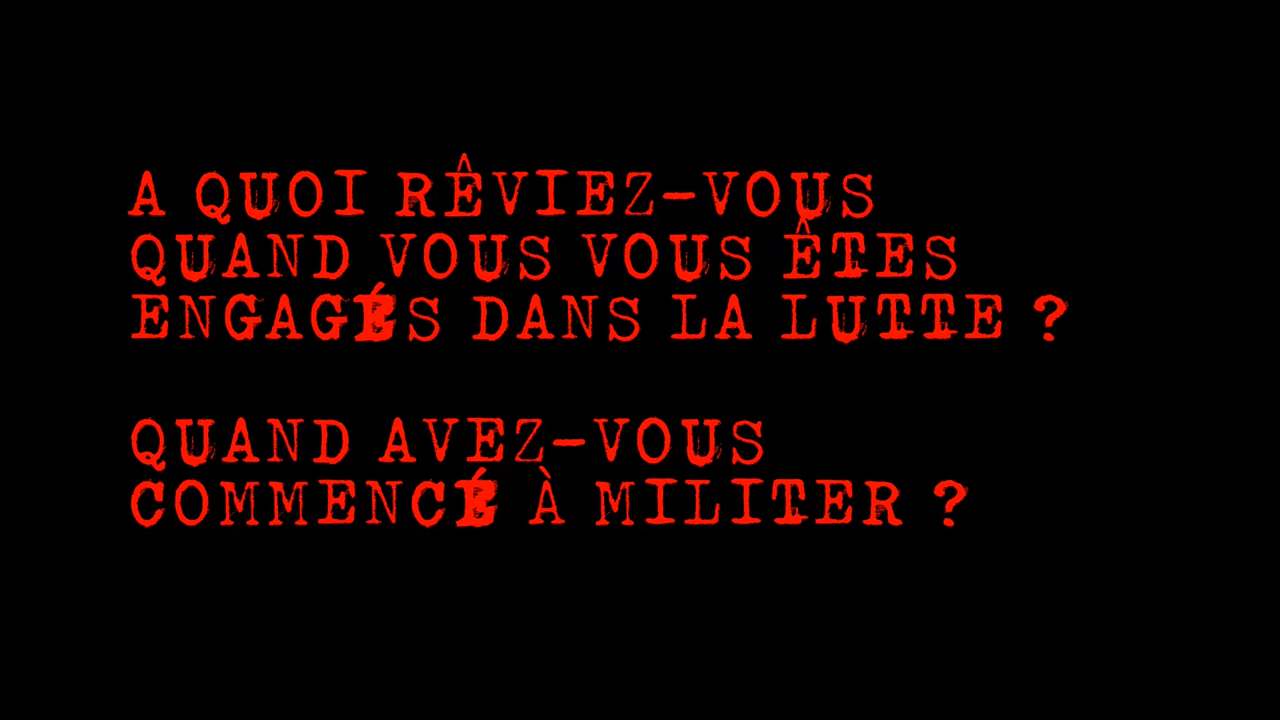 A QUOI RÊVIEZ-VOUS
QUAND VOUS VOUS ÊTES
ENGAGÉS DANS LA LUTTE ?
QUAND AVEZ-VOUS
COMMENCÉ À MILITER ?